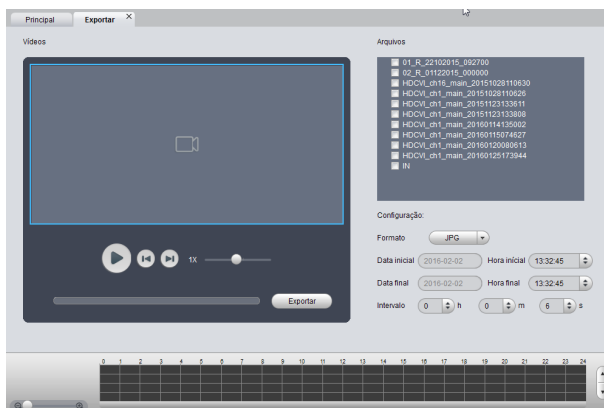 Principal Exportar ×
Vídeos
1X
Exportar
Arquivos
01_R_22102015_092700
02_R_01122015_000000
HDCVI_ch16_main_20151028110630
HDCVI_ch1_main_20151028110626
HDCVI_ch1_main_20151123133611
HDCVI_ch1_main_20151123133808
HDCVI_ch1_main_20160114135002
HDCVI_ch1_main_20160115074627
HDCVI_ch1_main_20160120080613
HDCVI_ch1_main_20160125173944
IN
Configuração:
Formato JPG
Data inicial 2016-02-02 Hora inícial 13:32:45
Data final 2016-02-02 Hora final 13:32:45
Intervalo 0 h 0 m 6 s
0 1 2 3 4 5 6 7 8 9 10 11 12 13 14 15 16 17 18 19 20 21 22 23 24